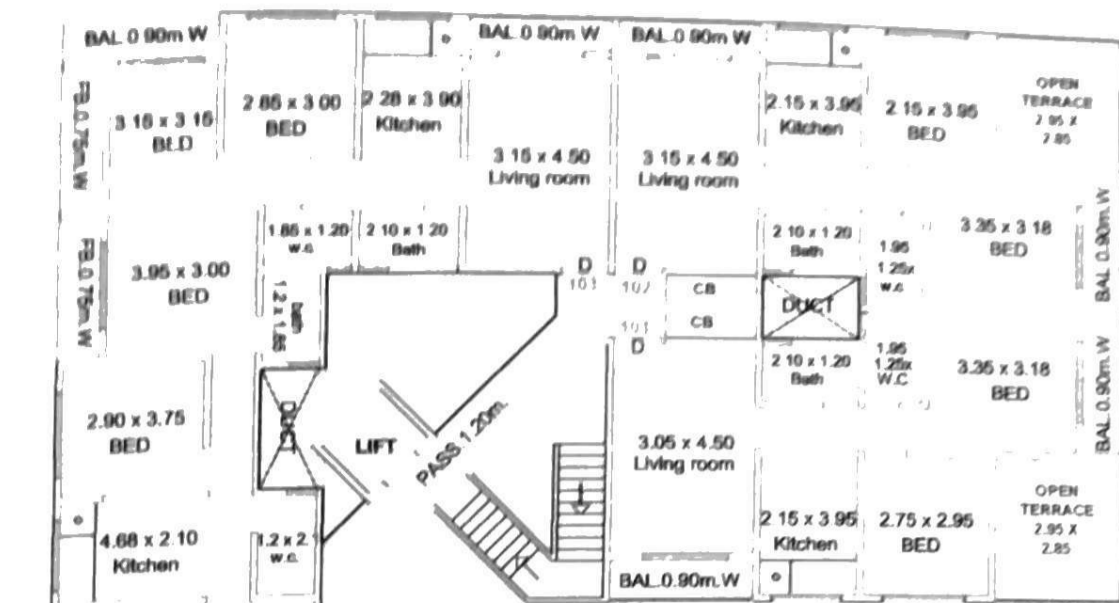 BAL 0 90m W
BAL 0 90m W
BAL.0 90m W
FB.0.75m.W
3 15 x 3 15
BED
2 85 x 3 00
BED
2 28 x 3 90
Kitchen
3 15 x 4 50
Living room
3 15 x 4 50
Living room
2.15 x 3.95
Kitchen
2 15 x 3.95
BED
OPEN
TERRACE
2 95 X
2.85
FB.0.75m.W
3.95 x 3.00
BED
1.85 x 1.20
w.c
2 10 x 1.20
Bath
bath
1.2 x 1.85
D
D
102
CB
CB
D
2 10 x 1.20
Bath
DUCT
1.95
1.25x
w.c
3.35 x 3 18
BED
BAL 0.90m.W
2 10 x 1.20
Bath
1.95
1.25x
W.C
3.35 x 3.18
BED
BAL.0.90m.W
2.90 x 3.75
BED
DUCT
LIFT
PASS 1.20m.
3.05 x 4.50
Living room
4.68 x 2.10
Kitchen
w.c.
2 15 x 3.95
Kitchen
2.75 x 2.95
BED
OPEN
TERRACE
2.95 X
2.85
BAL.0.90m.W